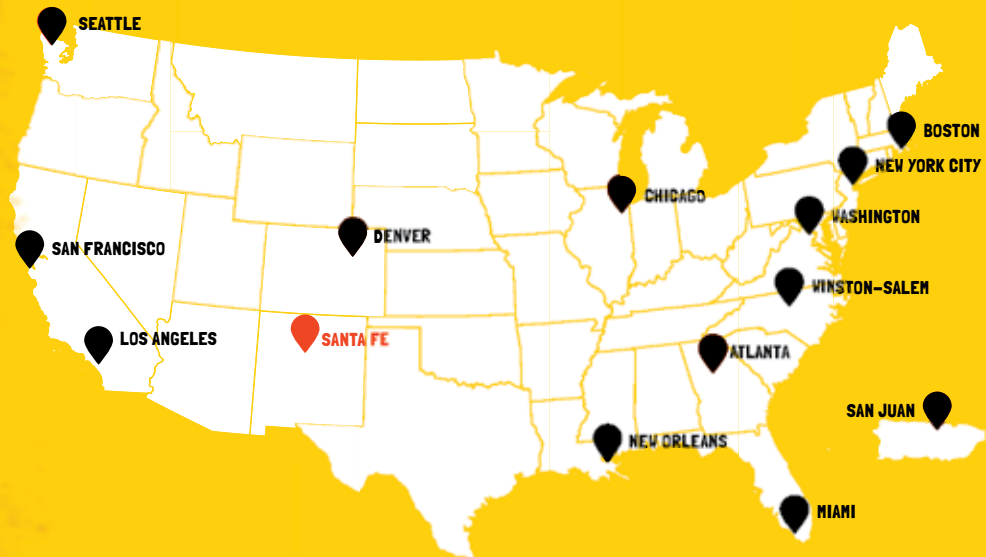 SEATTLE
BOSTON
NEW YORK CITY
CHICAGO
WASHINGTON
DENVER
SAN FRANCISCO
WINSTON-SALEM
LOS ANGELES
SANTA FE
ATLANTA
SAN JUAN
NEW ORLEANS
MIAMI